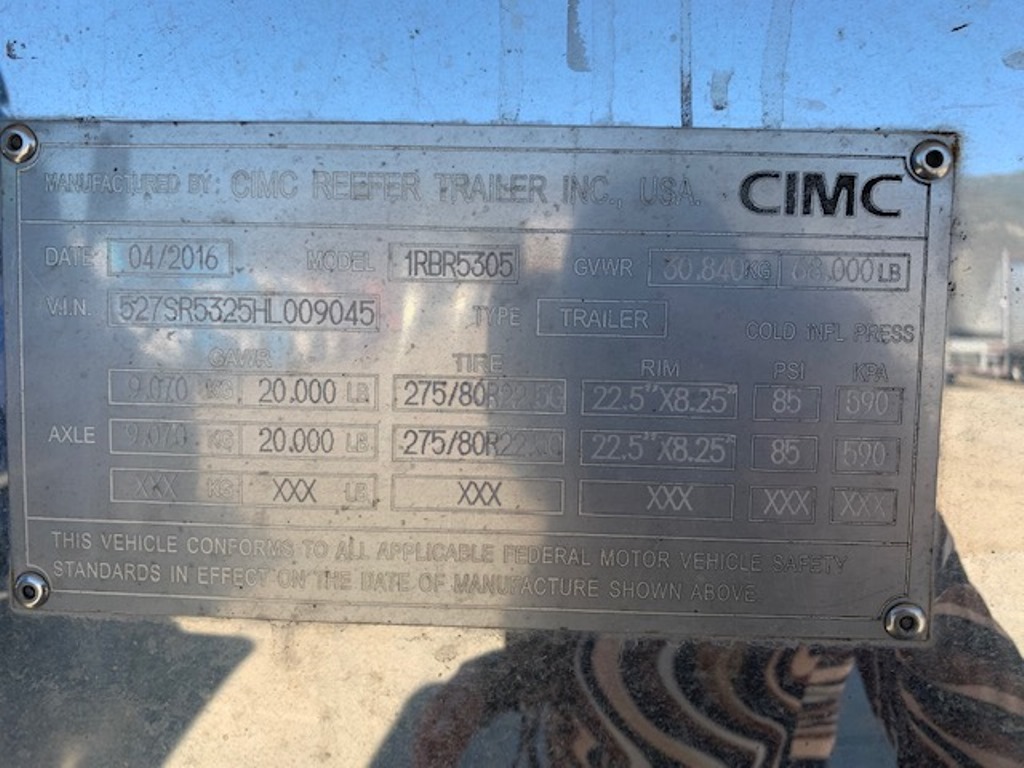 MANUFACTURED BY: CIMC REEFER TRAILER INC., USA. CIMC
DATE 04/2016 MODEL 1RBR5305 GVWR 30.840 KG 68.000 LB
V.I.N. 527SR5325HL009045 TYPE TRAILER COLD INFL PRESS
GAWR TIRE RIM PSI KPA
9.070 KG 20.000 LB 275/80R22.5G 22.5"X8.25" 85 590
AXLE 9.070 KG 20.000 LB 275/80R22.5G 22.5"X8.25" 85 590
XXX KG XXX LB XXX XXX XXX XXX
THIS VEHICLE CONFORMS TO ALL APPLICABLE FEDERAL MOTOR VEHICLE SAFETY
STANDARDS IN EFFECT ON THE DATE OF MANUFACTURE SHOWN ABOVE.